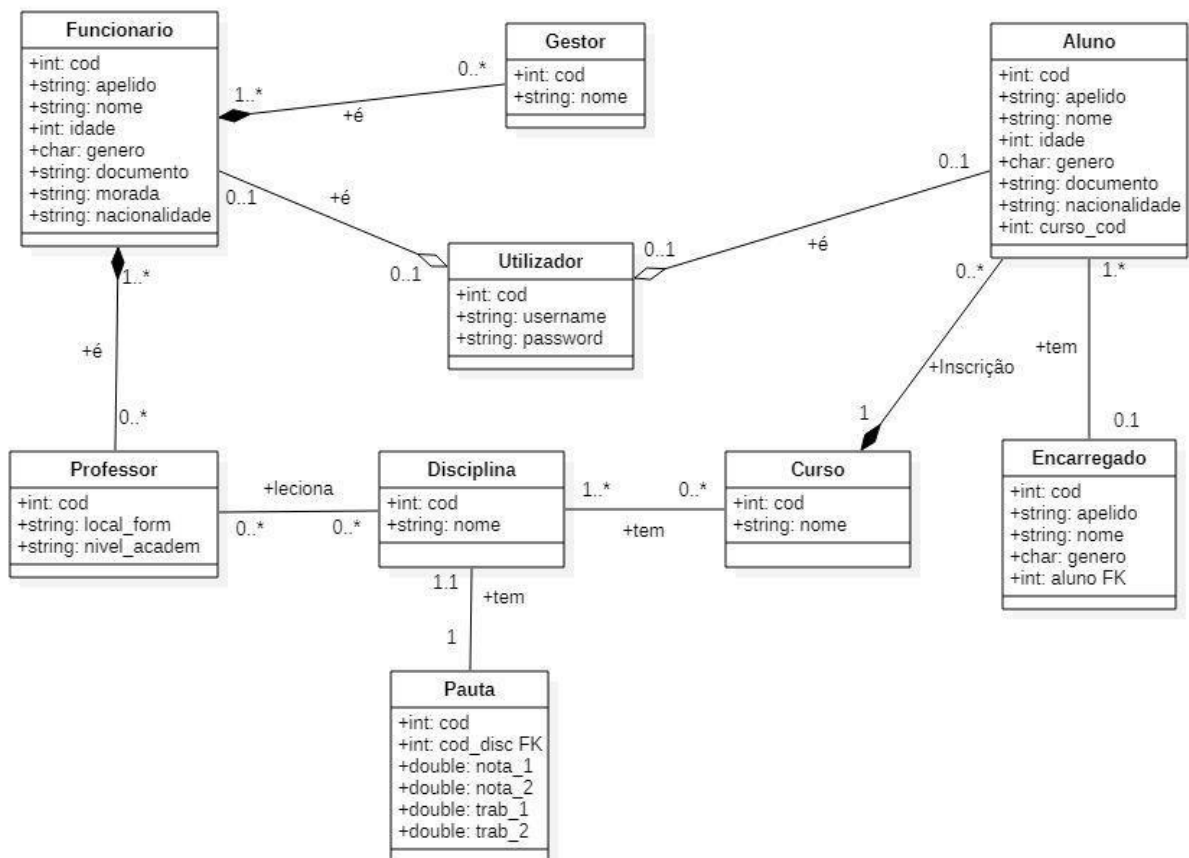 Funcionario
+int: cod
+string: apelido
+string: nome
+int: idade
+char: genero
+string: documento
+string: morada
+string: nacionalidade
Gestor
+int: cod
+string: nome
Aluno
+int: cod
+string: apelido
+string: nome
+int: idade
+char: genero
+string: documento
+string: nacionalidade
+int: curso_cod
1..*
0..*
+é
0..1
+é
0..1
Utilizador
+int: cod
+string: username
+string: password
0..1
0..1
+é
1..*
+é
0..*
0..*
+Inscrição
1
1.*
+tem
0.1
Professor
+int: cod
+string: local_form
+string: nivel_academ
+leciona
0..*
0..*
Disciplina
+int: cod
+string: nome
1..*
0..*
+tem
Curso
+int: cod
+string: nome
Encarregado
+int: cod
+string: apelido
+string: nome
+char: genero
+int: aluno FK
1.1
+tem
1
Pauta
+int: cod
+int: cod_disc FK
+double: nota_1
+double: nota_2
+double: trab_1
+double: trab_2